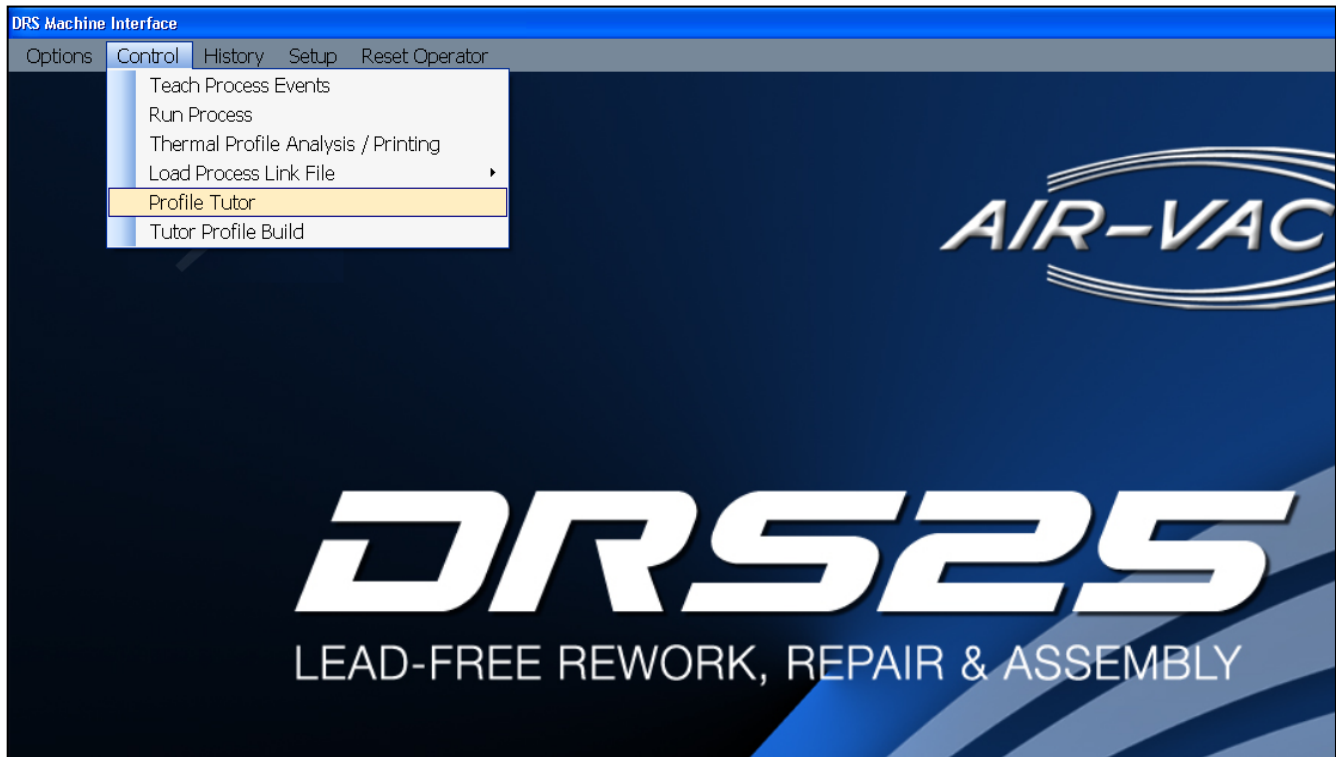 DRS Machine Interface
Options Control History Setup Reset Operator
Teach Process Events
Run Process
Thermal Profile Analysis / Printing
Load Process Link File
Profile Tutor
Tutor Profile Build
AIR-VAC
DRS25
LEAD-FREE REWORK, REPAIR & ASSEMBLY